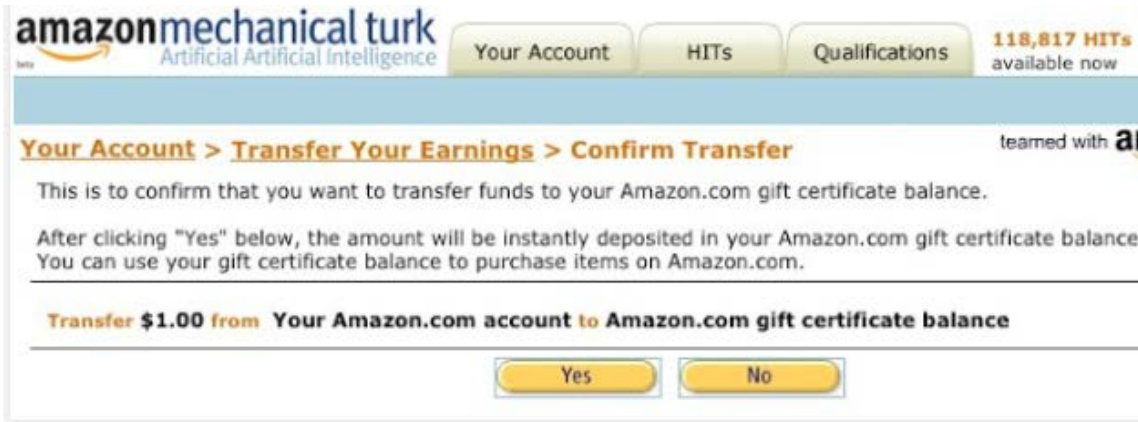 amazonmechanical turk
beta
Artificial Artificial Intelligence
Your Account
HITs
Qualifications
118,817 HITs
available now
Your Account > Transfer Your Earnings > Confirm Transfer
teamed with
This is to confirm that you want to transfer funds to your Amazon.com gift certificate balance.
After clicking "Yes" below, the amount will be instantly deposited in your Amazon.com gift certificate balance
You can use your gift certificate balance to purchase items on Amazon.com.
Transfer $1.00 from Your Amazon.com account to Amazon.com gift certificate balance
Yes
No